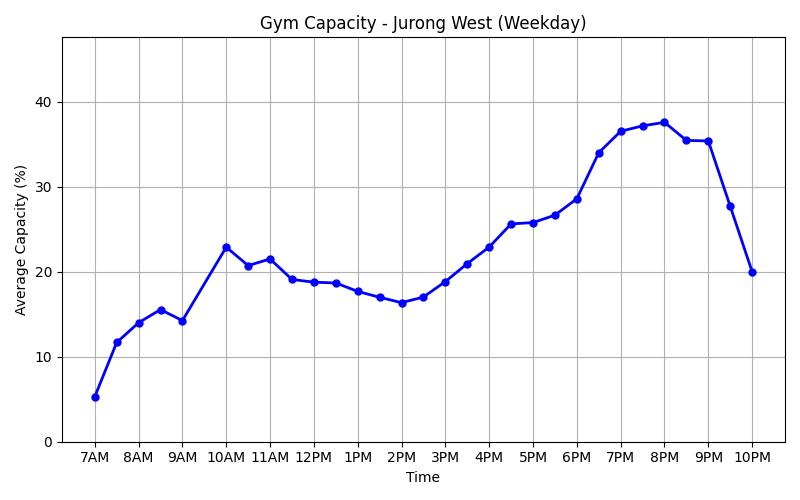 Gym Capacity - Jurong West (Weekday)
Average Capacity (%)
40
30
20
10
0
7AM 8AM 9AM 10AM 11AM 12PM 1PM 2PM 3PM 4PM 5PM 6PM 7PM 8PM 9PM 10PM
Time